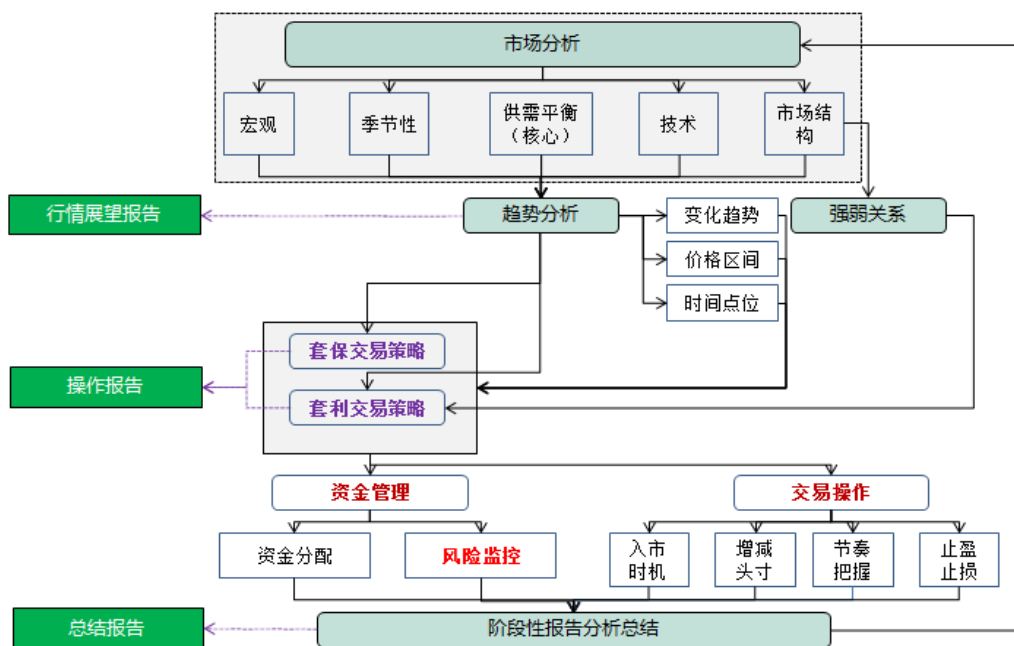 市场分析
宏观
季节性
供需平衡
（核心）
技术
市场结
构
行情展望报告
趋势分析
变化趋势
强弱关系
价格区间
时间点位
套保交易策略
操作报告
套利交易策略
资金管理
交易操作
资金分配
风险监控
入市
时机
增减
头寸
节奏
把握
止盈
止损
总结报告
阶段性报告分析总结